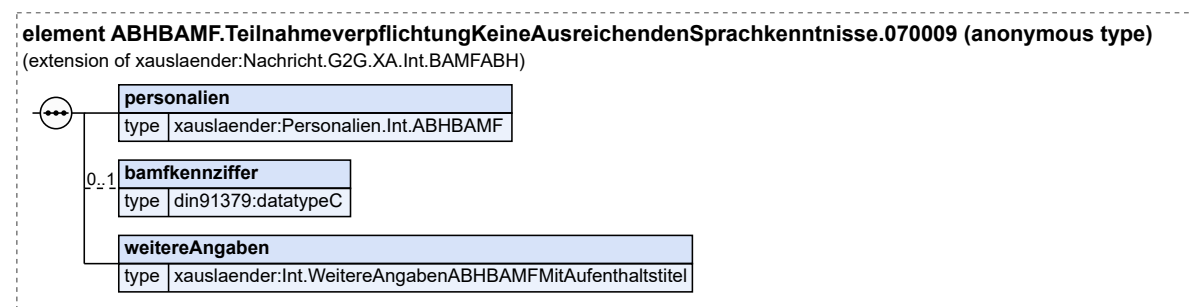 element ABHBAMF.TeilnahmeverpflichtungKeineAusreichendenSprachkenntnisse.070009 (anonymous type)
(extension of xauslaender:Nachricht.G2G.XA.Int.BAMFABH)
personalien
type xauslaender:Personalien.Int.ABHBAMF
0..1 bamfkennziffer
type din91379:datatypeC
weitereAngaben
type xauslaender:Int.WeitereAngabenABHBAMFMitAufenthaltstitel